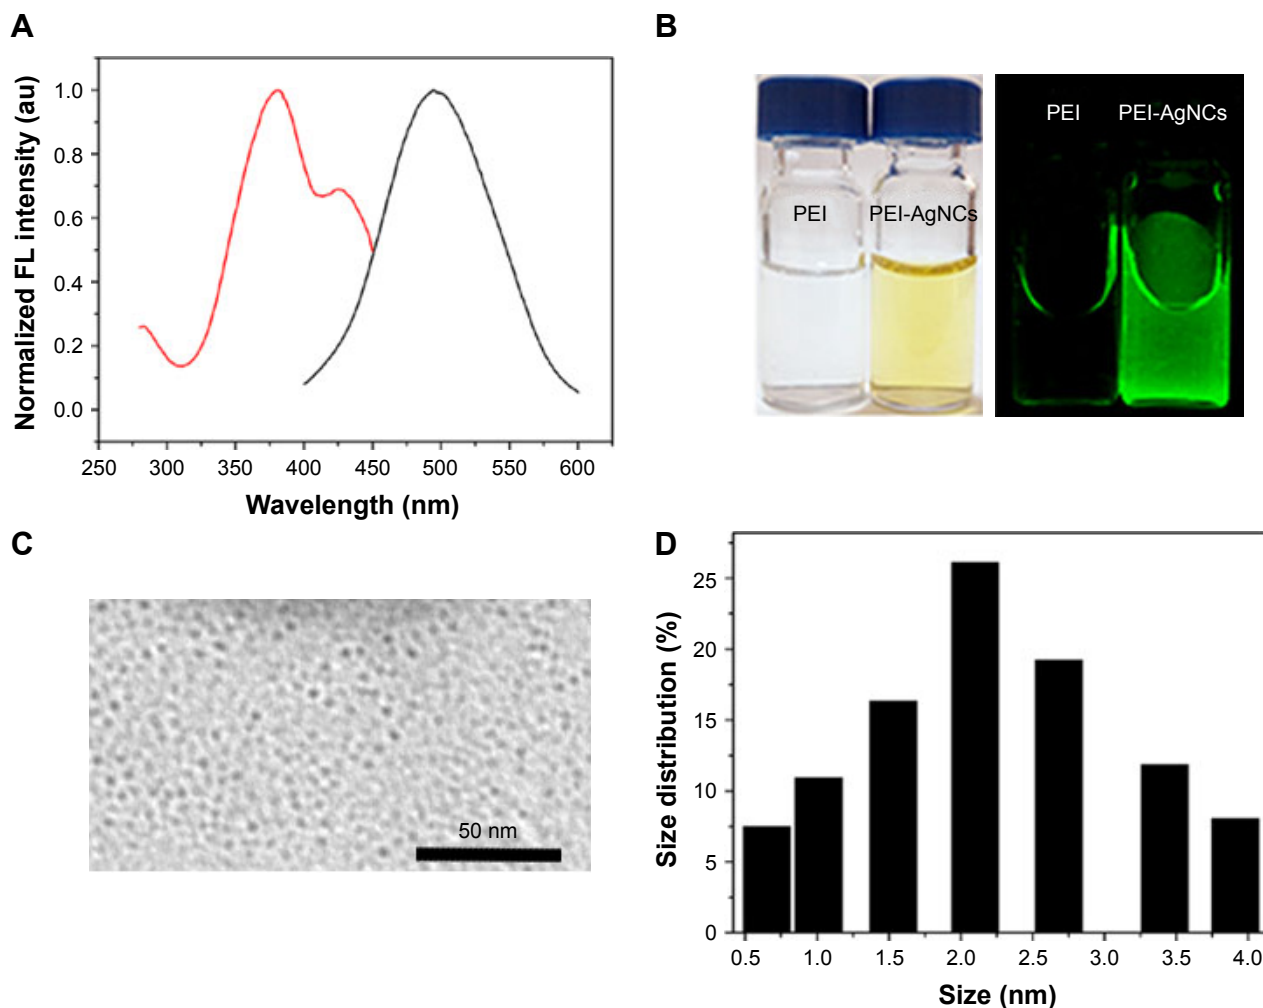 A
Normalized FL intensity (au)
1.0
0.8
0.6
0.4
0.2
0.0
250 300 350 400 450 500 550 600
Wavelength (nm)
B
PEI PEI-AgNCs
PEI PEI-AgNCs
C
50 nm
D
Size distribution (%)
25
20
15
10
5
0
0.5 1.0 1.5 2.0 2.5 3.0 3.5 4.0
Size (nm)